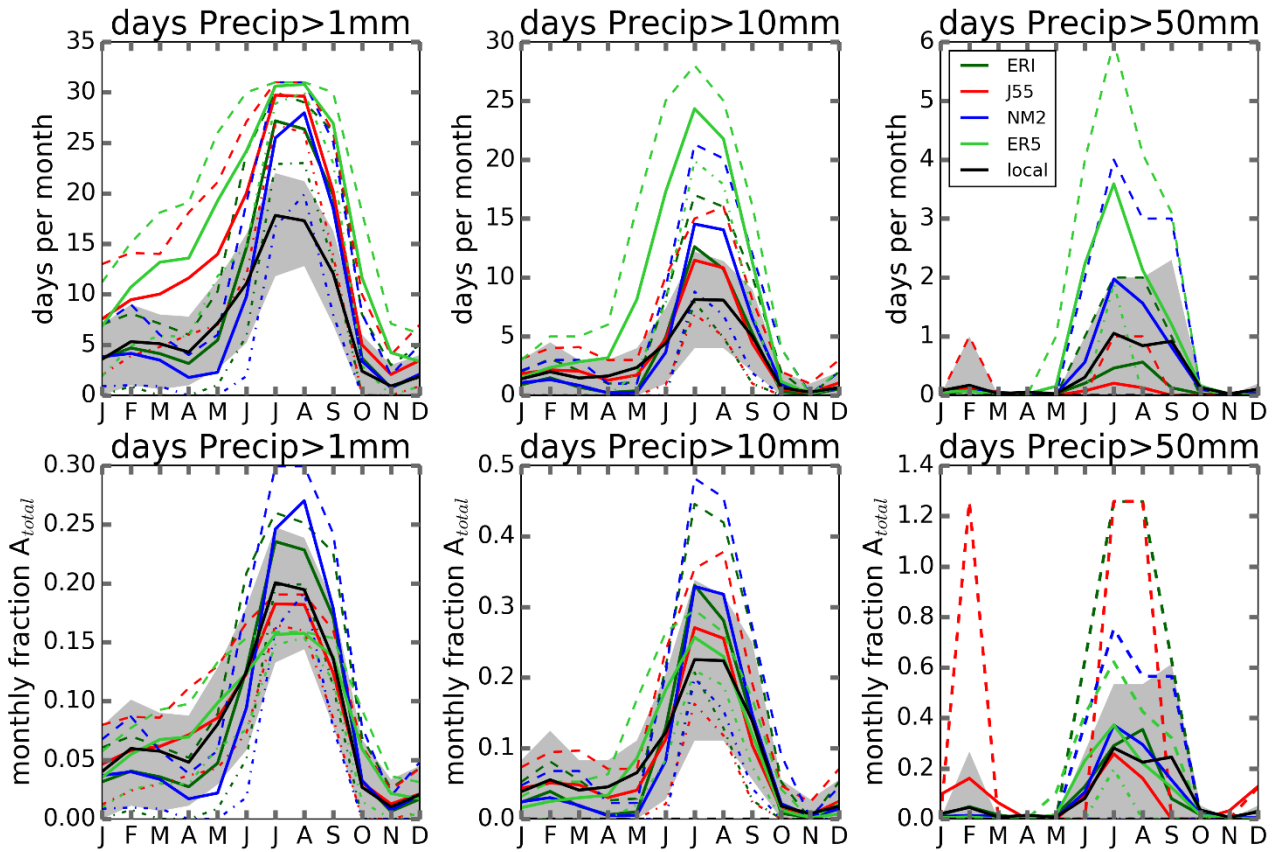 days Precip>1mm
days Precip>10mm
days Precip>50mm
35
30
25
20
15
10
5
0
days per month
J F M A M J J A S O N D
30
25
20
15
10
5
0
days per month
J F M A M J J A S O N D
6
5
4
3
2
1
0
days per month
J F M A M J J A S O N D
ERI
J55
NM2
ER5
local
days Precip>1mm
days Precip>10mm
days Precip>50mm
0.30
0.25
0.20
0.15
0.10
0.05
0.00
monthly fraction A_total
J F M A M J J A S O N D
0.5
0.4
0.3
0.2
0.1
0.0
monthly fraction A_total
J F M A M J J A S O N D
1.4
1.2
1.0
0.8
0.6
0.4
0.2
0.0
monthly fraction A_total
J F M A M J J A S O N D